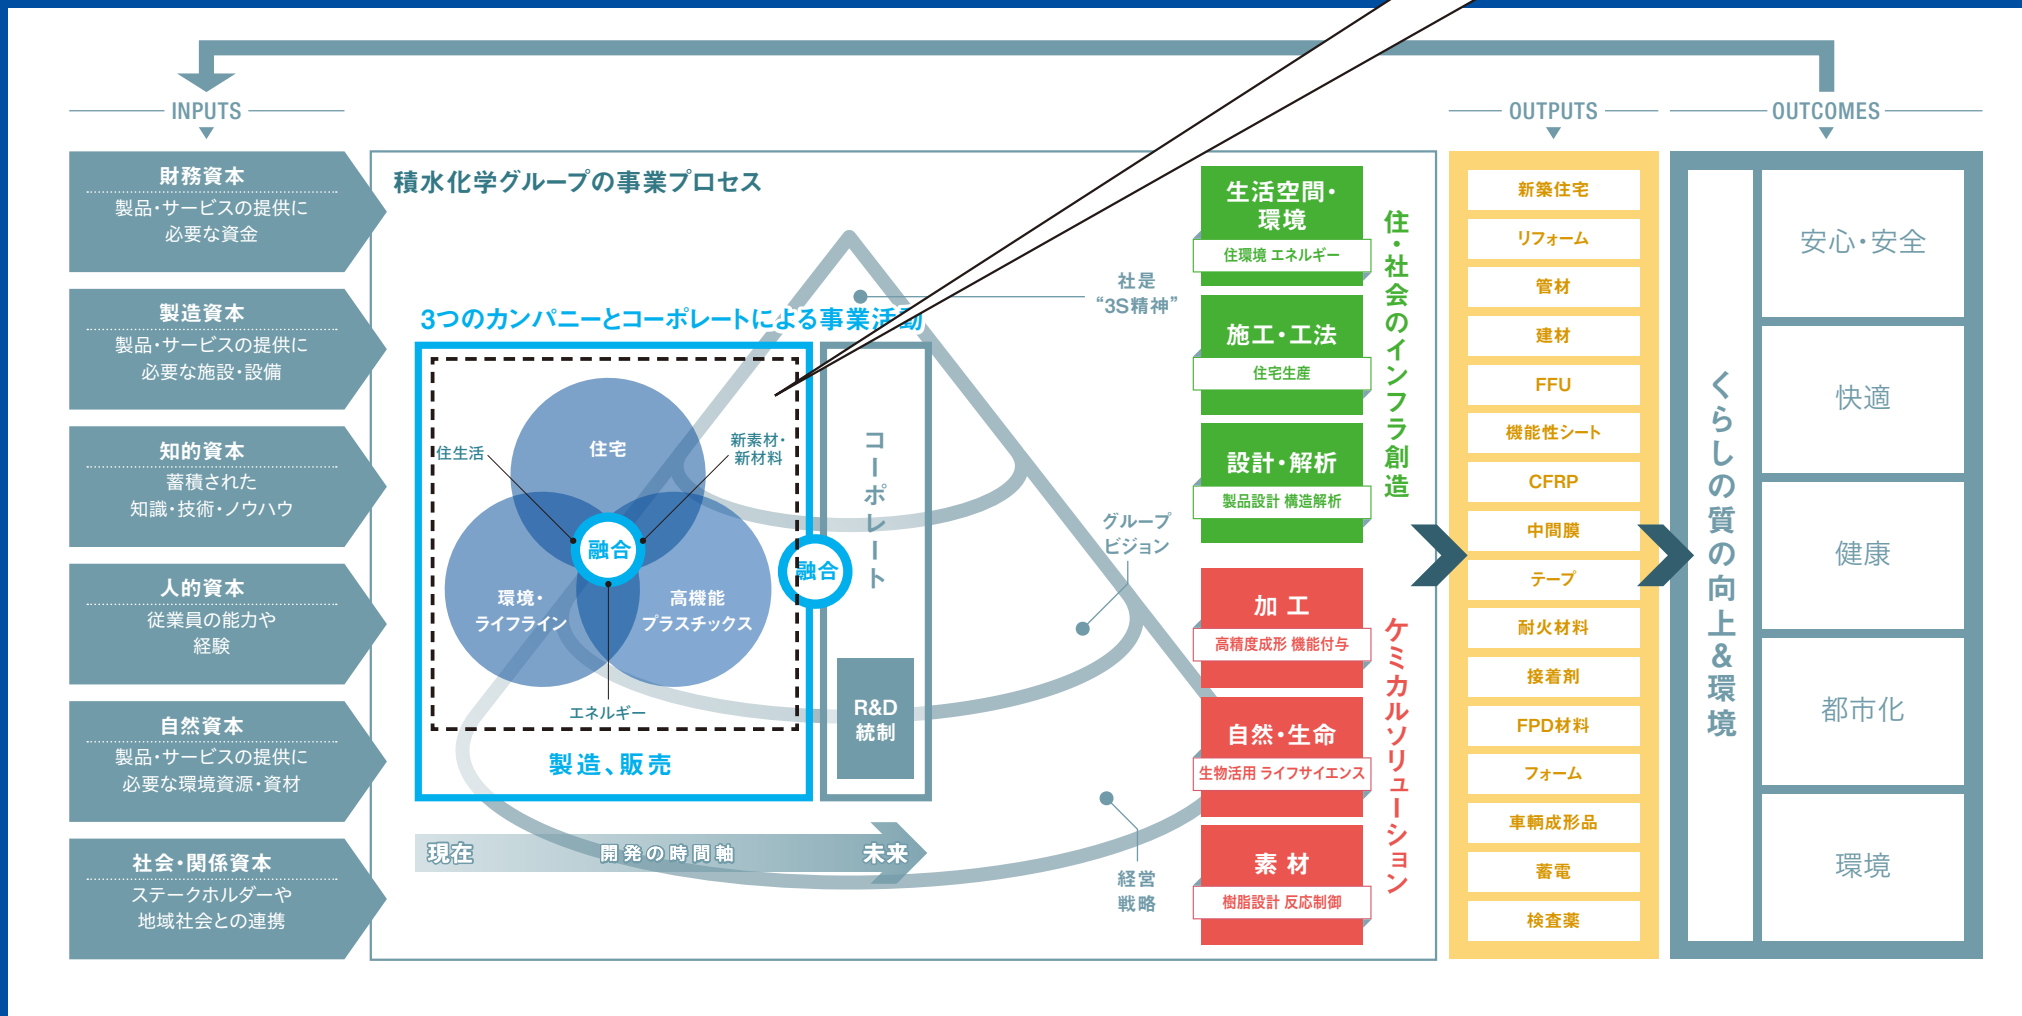 INPUTS
財務資本
製品・サービスの提供に
必要な資金
製造資本
製品・サービスの提供に
必要な施設・設備
知的資本
蓄積された
知識・技術・ノウハウ
人的資本
従業員の能力や
経験
自然資本
製品・サービスの提供に
必要な環境資源・資材
社会・関係資本
ステークホルダーや
地域社会との連携
積水化学グループの事業プロセス
3つのカンパニーとコーポレートによる事業活動
住宅
住生活
新素材・
新材料
融合
環境・
ライフライン
高機能
プラスチックス
エネルギー
製造、販売
コーポレート
融合
R&D
統制
現在
開発の時間軸
未来
社是
“3S精神”
グループ
ビジョン
経営
戦略
生活空間・
環境
住環境 エネルギー
施工・工法
住宅生産
設計・解析
製品設計 構造解析
住・社会のインフラ創造
加工
高精度成形 機能付与
自然・生命
生物活用 ライフサイエンス
素材
樹脂設計 反応制御
ケミカルソリューション
OUTPUTS
新築住宅
リフォーム
管材
建材
FFU
機能性シート
CFRP
中間膜
テープ
耐火材料
接着剤
FPD材料
フォーム
車輌成形品
蓄電
検査薬
OUTCOMES
くらしの質の向上&環境
安心・安全
快適
健康
都市化
環境